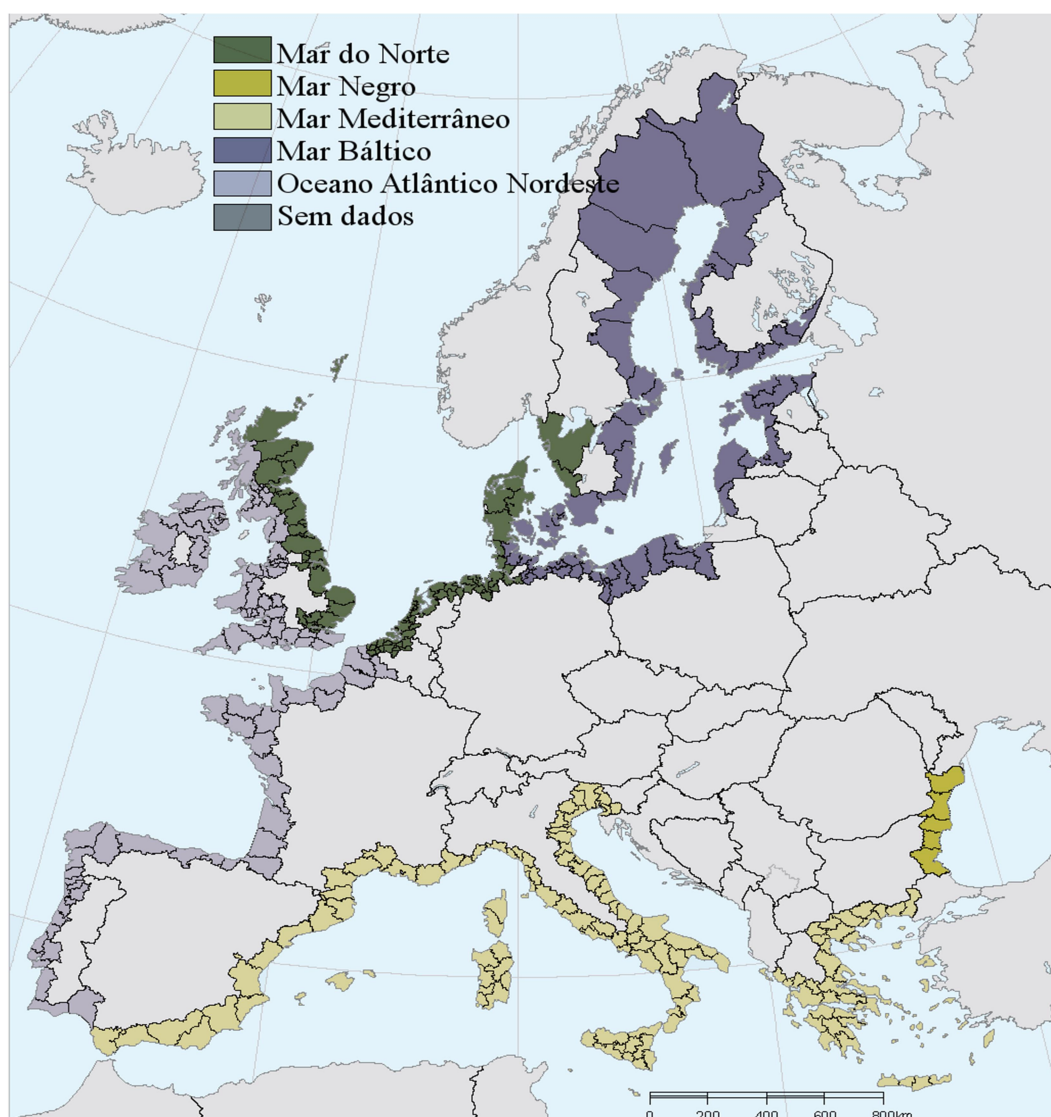 Mar do Norte
Mar Negro
Mar Mediterrâneo
Mar Báltico
Oceano Atlântico Nordeste
Sem dados
0 200 400 600 800km